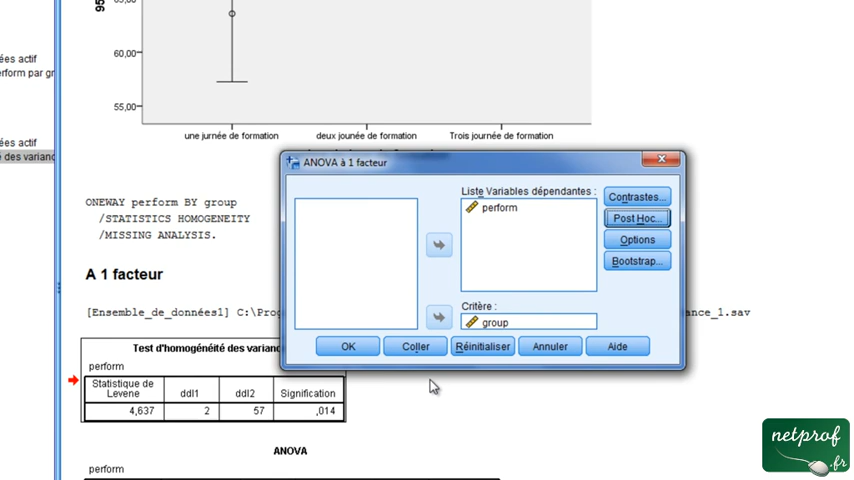 95
65,00
ées actif
60,00
erform par gr
55,00
une jurnée de formation
deux jounée de formation
Trois journée de formation
ées actif
é des varianc
ANOVA à 1 facteur
Liste Variables dépendantes :
perform
Contrastes...
Post Hoc...
Options
Bootstrap...
Critère :
group
OK
Coller
Réinitialiser
Annuler
Aide
ONEWAY perform BY group
/STATISTICS HOMOGENEITY
/MISSING ANALYSIS.
A 1 facteur
[Ensemble_de_données1] C:\Prog
ance_1.sav
Test d'homogénéité des varianc
perform
Statistique de Levene
ddl1
ddl2
Signification
4,637
2
57
,014
ANOVA
perform
netprof
.fr